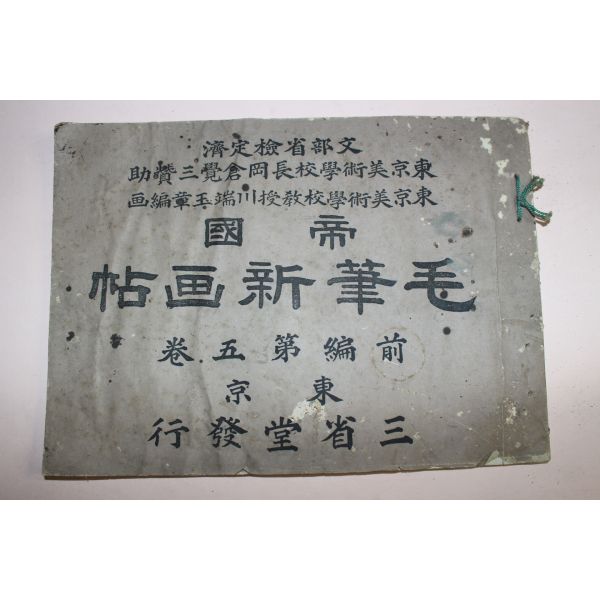 文部省檢定濟
東京美術學校長岡倉覺三賛助
東京美術學校教授川端玉章編画
帝國
毛筆新画帖
前編第五卷
東京
三省堂發行